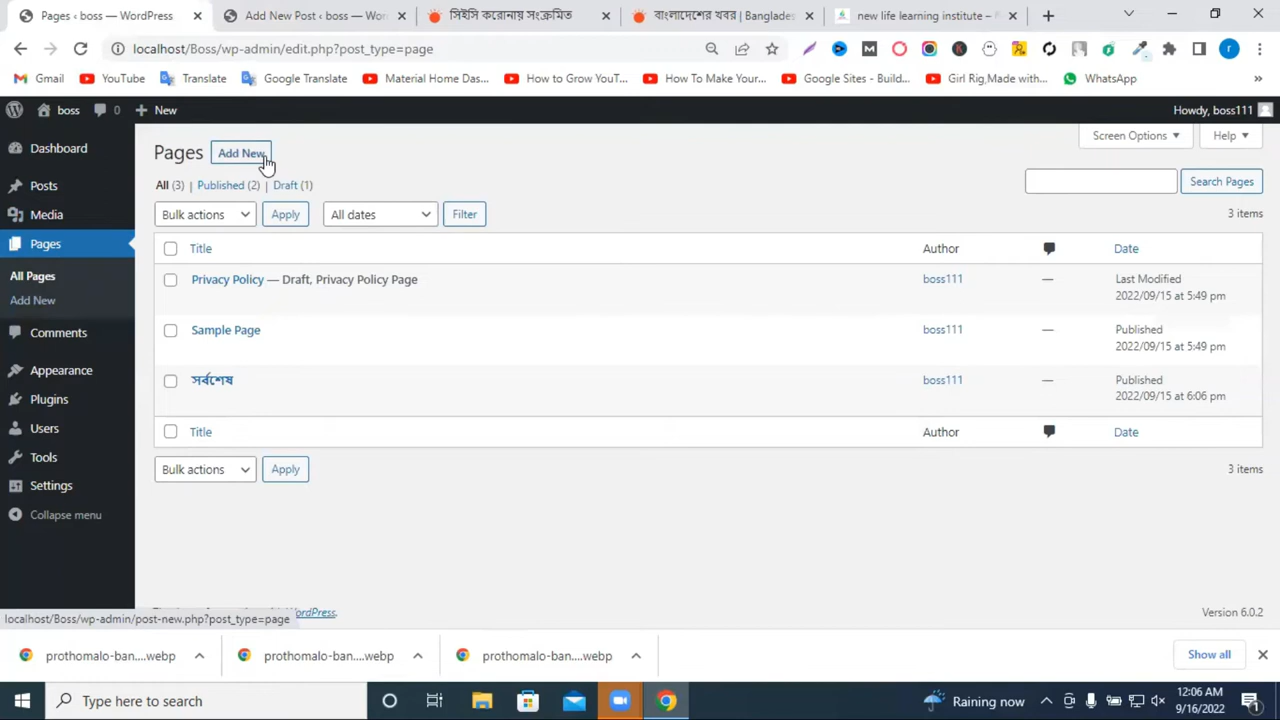 Pages ‹ boss — WordPress
Add New Post ‹ boss — Wor
সিইসি করোনায় সংক্রমিত
বাংলাদেশের খবর | Banglades
new life learning institute –
localhost/Boss/wp-admin/edit.php?post_type=page
Gmail
YouTube
Translate
Google Translate
Material Home Das...
How to Grow YouT...
How To Make Your...
Google Sites - Build...
Girl Rig,Made with...
WhatsApp
»
boss
0
New
Howdy, boss111
Dashboard
Posts
Media
Pages
All Pages
Add New
Comments
Appearance
Plugins
Users
Tools
Settings
Collapse menu
Pages
Add New
Screen Options
Help
All (3) | Published (2) | Draft (1)
Search Pages
Bulk actions
Apply
All dates
Filter
3 items
Title
Author
Date
Privacy Policy — Draft, Privacy Policy Page
boss111
—
Last Modified
2022/09/15 at 5:49 pm
Sample Page
boss111
—
Published
2022/09/15 at 5:49 pm
সর্বশেষ
boss111
—
Published
2022/09/15 at 6:06 pm
Title
Author
Date
Bulk actions
Apply
3 items
WordPress.
Version 6.0.2
localhost/Boss/wp-admin/post-new.php?post_type=page
prothomalo-ban....webp
prothomalo-ban....webp
prothomalo-ban....webp
Show all
Type here to search
Raining now
12:06 AM
9/16/2022
1